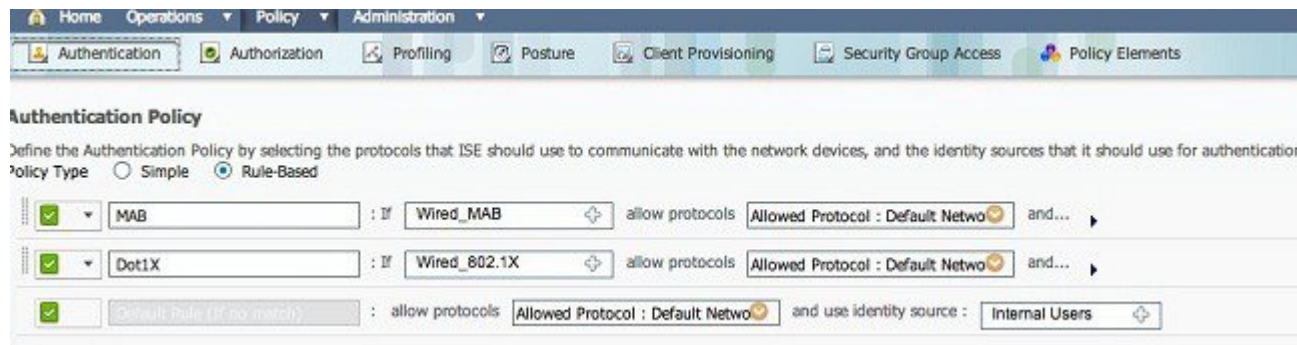 Home Operations Policy Administration
Authentication Authorization Profiling Posture Client Provisioning Security Group Access Policy Elements
Authentication Policy
Define the Authentication Policy by selecting the protocols that ISE should use to communicate with the network devices, and the identity sources that it should use for authentication
Policy Type Simple Rule-Based
MAB : If Wired_MAB allow protocols Allowed Protocol : Default Netwo and...
Dot1X : If Wired_802.1X allow protocols Allowed Protocol : Default Netwo and...
Default Rule (If no match) : allow protocols Allowed Protocol : Default Netwo and use identity source : Internal Users